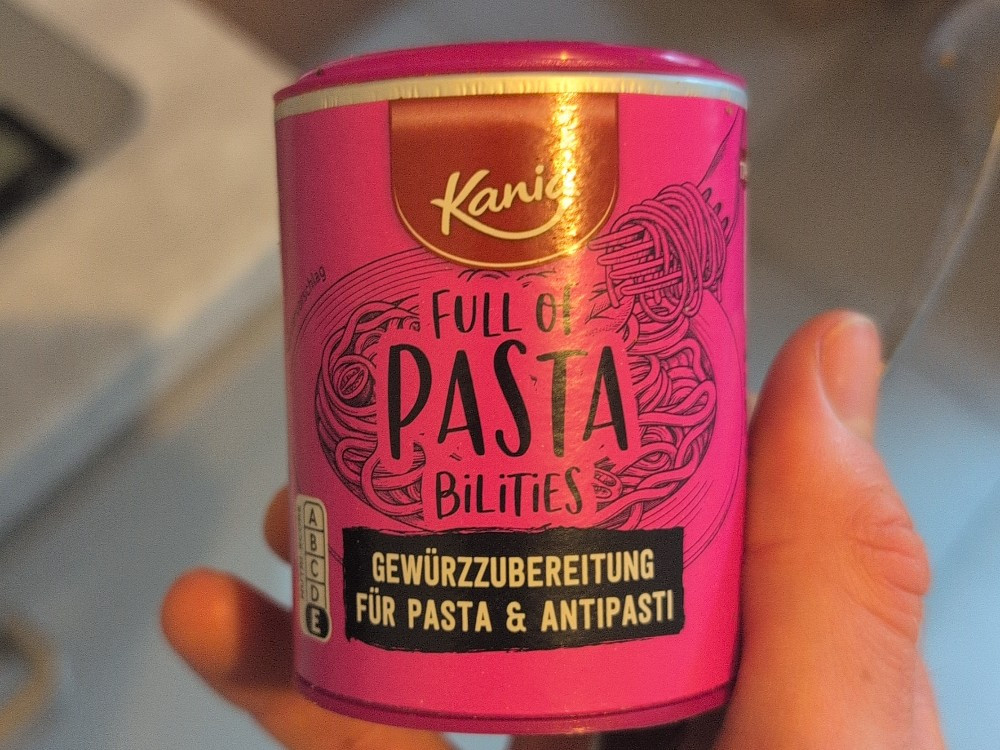 Kania
FULL OF
PASTA
BiLiTiES
GEWÜRZZUBEREITUNG
FÜR PASTA & ANTIPASTI
A
B
C
D
E